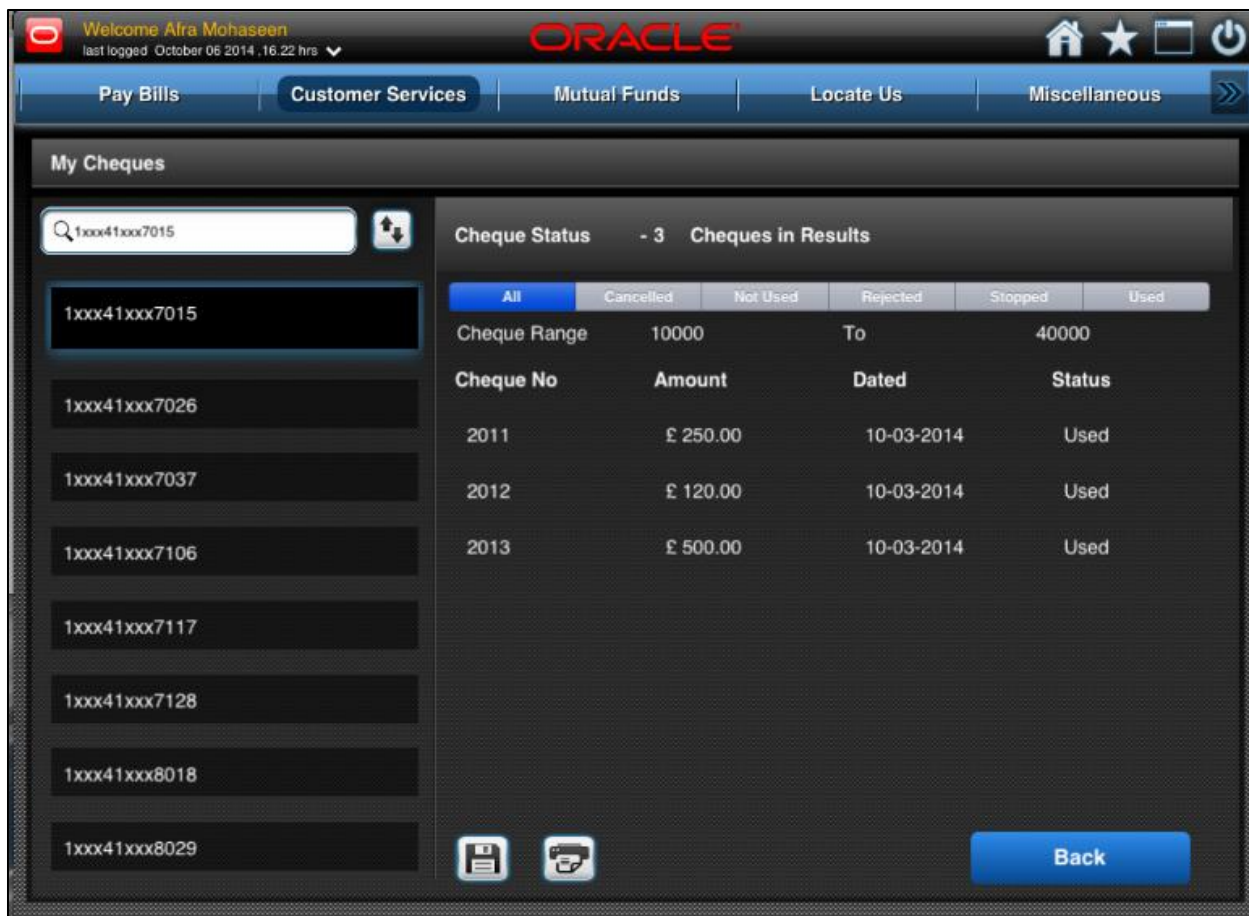 Welcome Afra Mohaseen
last logged October 06 2014 ,16.22 hrs
ORACLE
Pay Bills Customer Services Mutual Funds Locate Us Miscellaneous
My Cheques
1xxx41xxx7015
Cheque Status - 3 Cheques in Results
1xxx41xxx7015
1xxx41xxx7026
1xxx41xxx7037
1xxx41xxx7106
1xxx41xxx7117
1xxx41xxx7128
1xxx41xxx8018
1xxx41xxx8029
All Cancelled Not Used Rejected Stopped Used
Cheque Range 10000 To 40000
Cheque No Amount Dated Status
2011 £ 250.00 10-03-2014 Used
2012 £ 120.00 10-03-2014 Used
2013 £ 500.00 10-03-2014 Used
Back